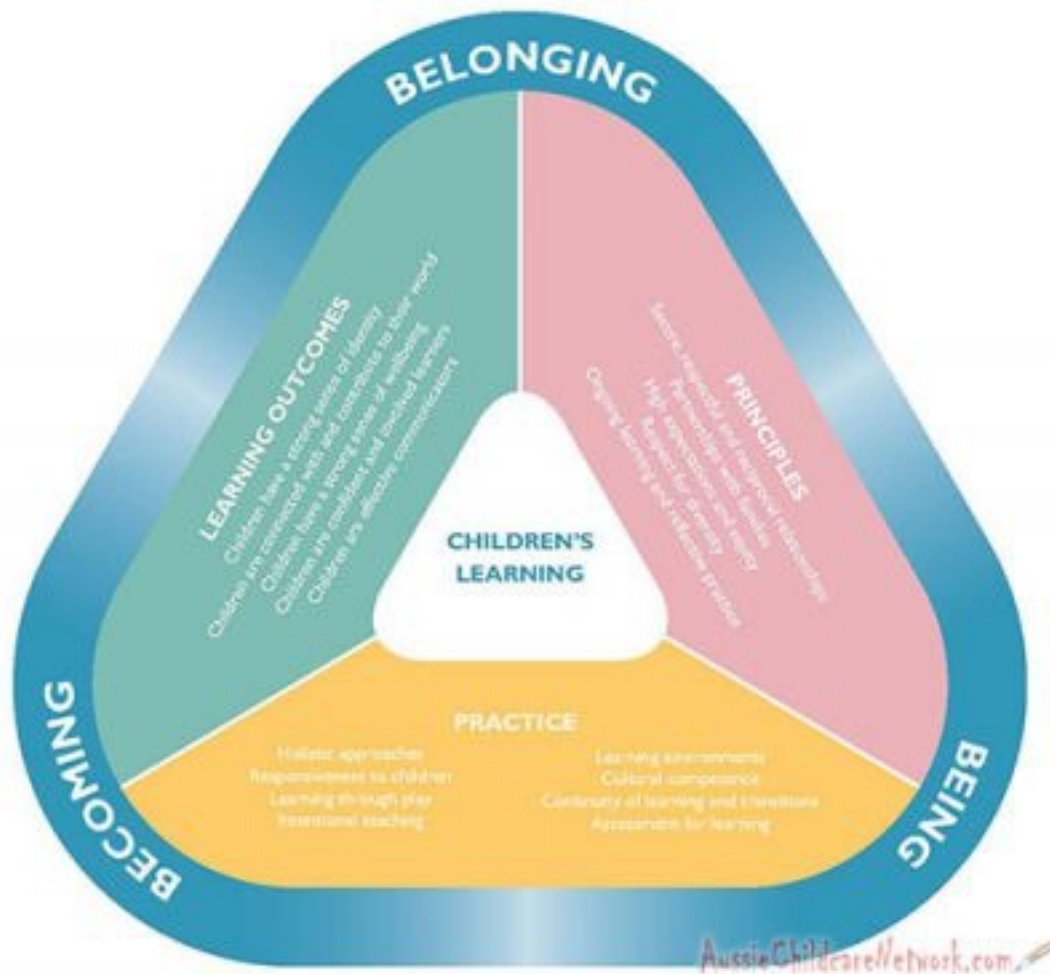 BELONGING
LEARNING OUTCOMES
Children have a strong sense of identity
Children are connected with and contribute to their world
Children have a strong sense of wellbeing
Children are confident and involved learners
Children are effective communicators
PRINCIPLES
Secure, respectful and reciprocal relationships
Partnerships with families
High expectations and equity
Respect for diversity
Ongoing learning and reflective practice
CHILDREN'S
LEARNING
PRACTICE
Holistic approaches
Responsiveness to children
Learning through play
Intentional teaching
Learning environments
Cultural competence
Continuity of learning and transitions
Assessment for learning
BECOMING
BEING
AussieChildcareNetwork.com